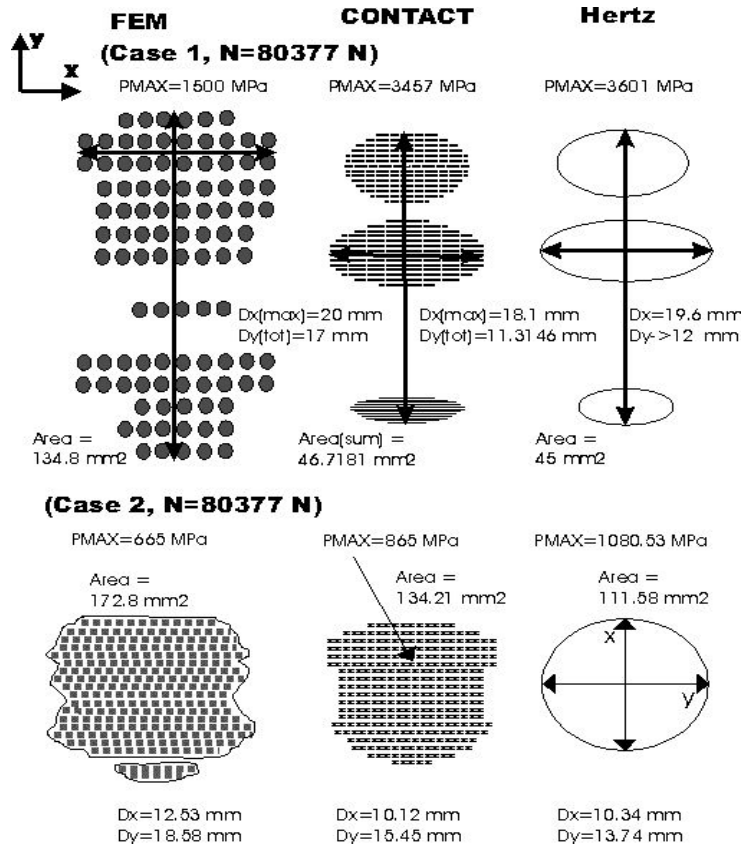 FEM CONTACT Hertz
y
x
(Case 1, N=80377 N)
PMAX=1500 MPa PMAX=3457 MPa PMAX=3601 MPa
Dx(max)=20 mm Dx(max)=18.1 mm Dx=19.6 mm
Dy(tot)=17 mm Dy(tot)=11.3146 mm Dy->12 mm
Area =
134.8 mm2
Area(sum) =
46.7181 mm2
Area =
45 mm2
(Case 2, N=80377 N)
PMAX=665 MPa PMAX=865 MPa PMAX=1080.53 MPa
Area =
172.8 mm2
Area =
134.21 mm2
Area =
111.58 mm2
x
y
Dx=12.53 mm Dx=10.12 mm Dx=10.34 mm
Dy=18.58 mm Dy=15.45 mm Dy=13.74 mm